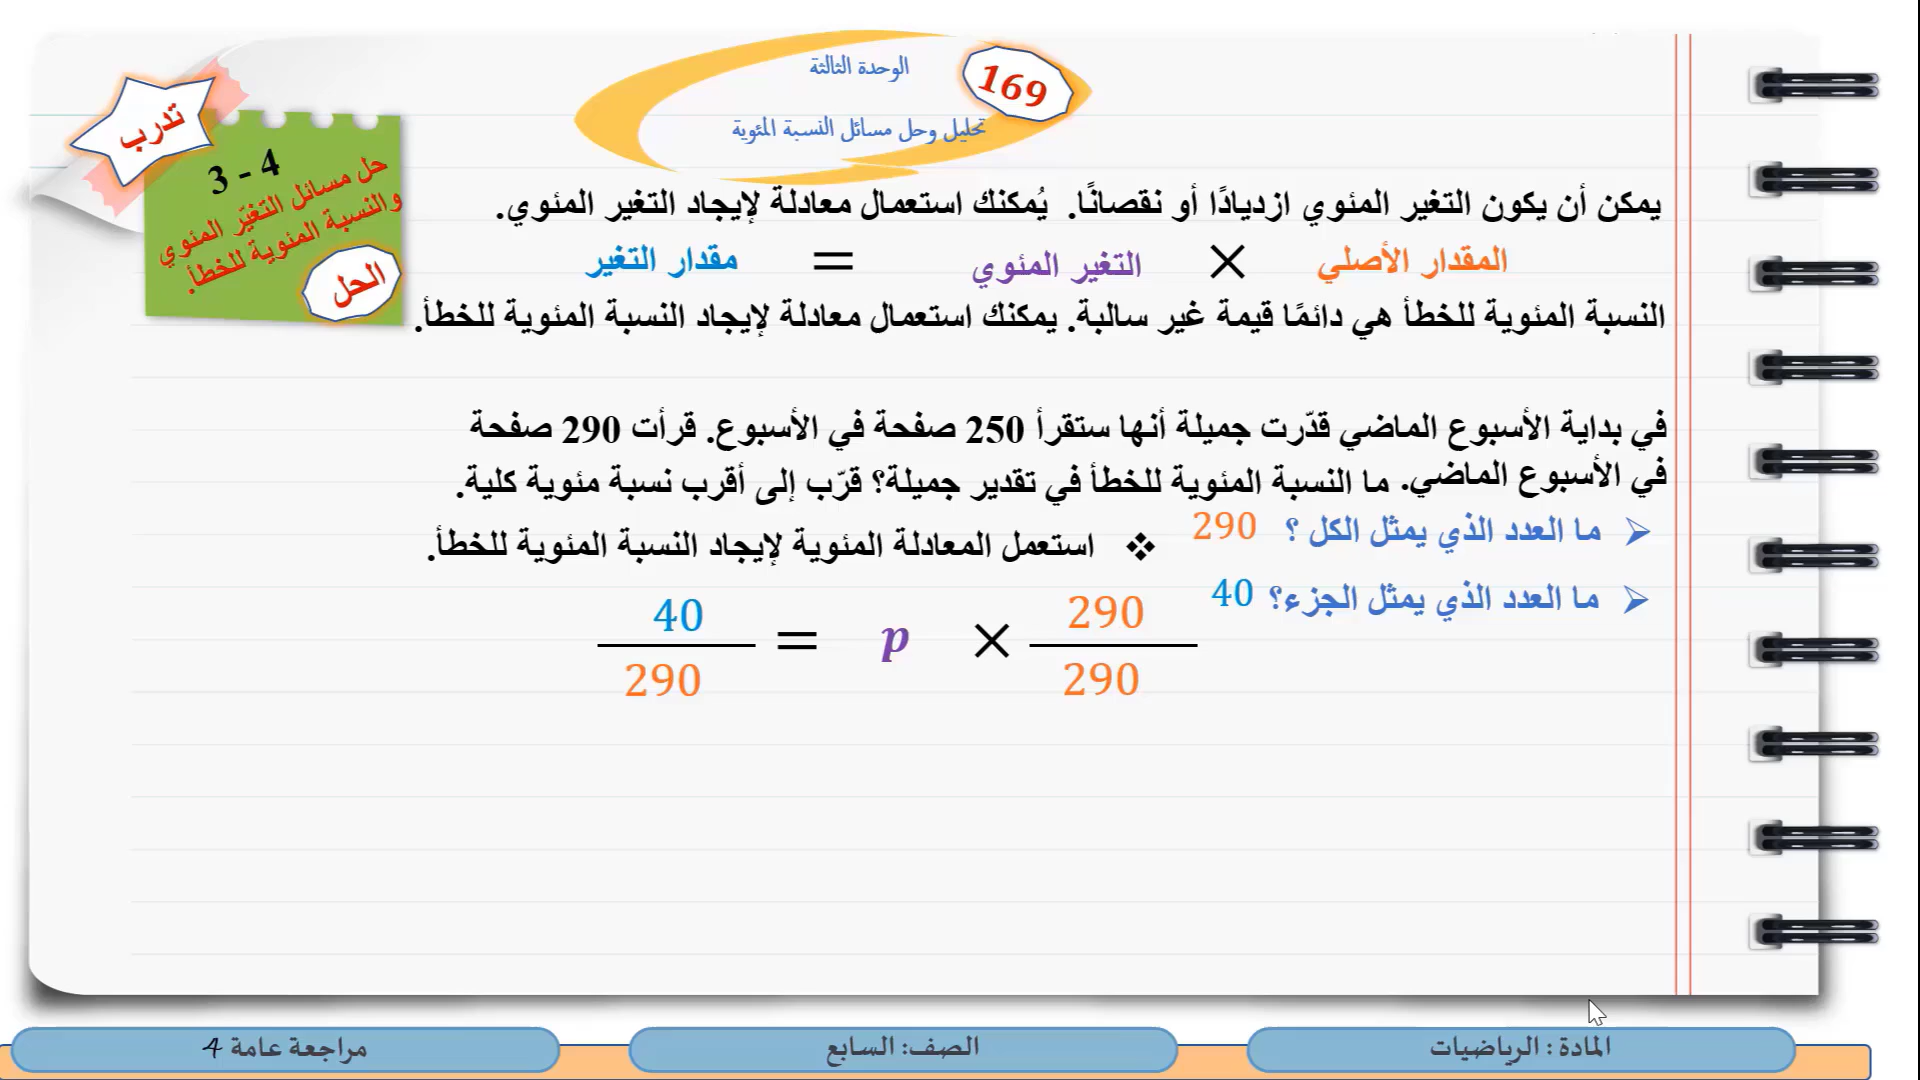 الوحدة الثالثة
169
تحليل وحل مسائل النسبة المئوية
تدرب
3 - 4
حل مسائل التغيّر المئوي
والنسبة المئوية للخطأ.
الحل
يمكن أن يكون التغير المئوي ازديادًا أو نقصانًا. يُمكنك استعمال معادلة لإيجاد التغير المئوي.
المقدار الأصلي × التغير المئوي = مقدار التغير
النسبة المئوية للخطأ هي دائمًا قيمة غير سالبة. يمكنك استعمال معادلة لإيجاد النسبة المئوية للخطأ.
في بداية الأسبوع الماضي قدّرت جميلة أنها ستقرأ 250 صفحة في الأسبوع. قرأت 290 صفحة
في الأسبوع الماضي. ما النسبة المئوية للخطأ في تقدير جميلة؟ قرّب إلى أقرب نسبة مئوية كلية.
➢ ما العدد الذي يمثل الكل ؟ 290
❖ استعمل المعادلة المئوية لإيجاد النسبة المئوية للخطأ.
➢ ما العدد الذي يمثل الجزء؟ 40
290 40
× p =
290 290
المادة : الرياضيات
الصف: السابع
مراجعة عامة 4